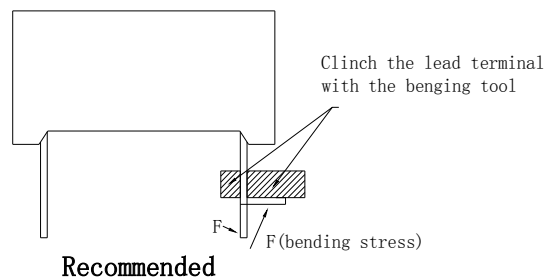 Clinch the lead terminal
with the benging tool
F
F(bending stress)
Recommended